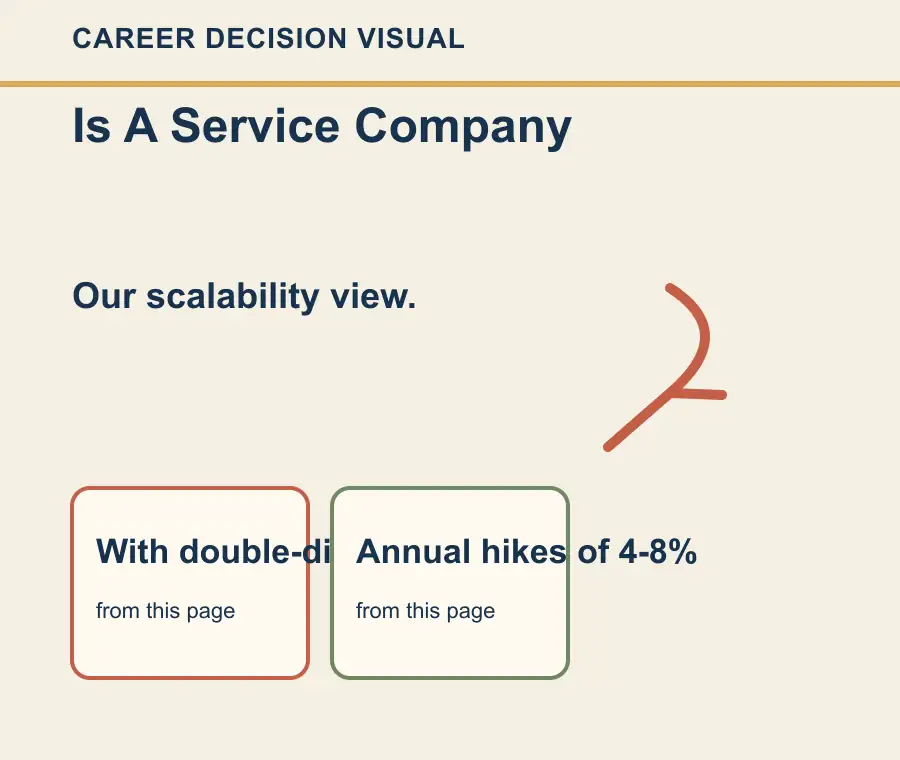 CAREER DECISION VISUAL
Is A Service Company
Our scalability view.
With double-di
Annual hikes of 4-8%
from this page
from this page